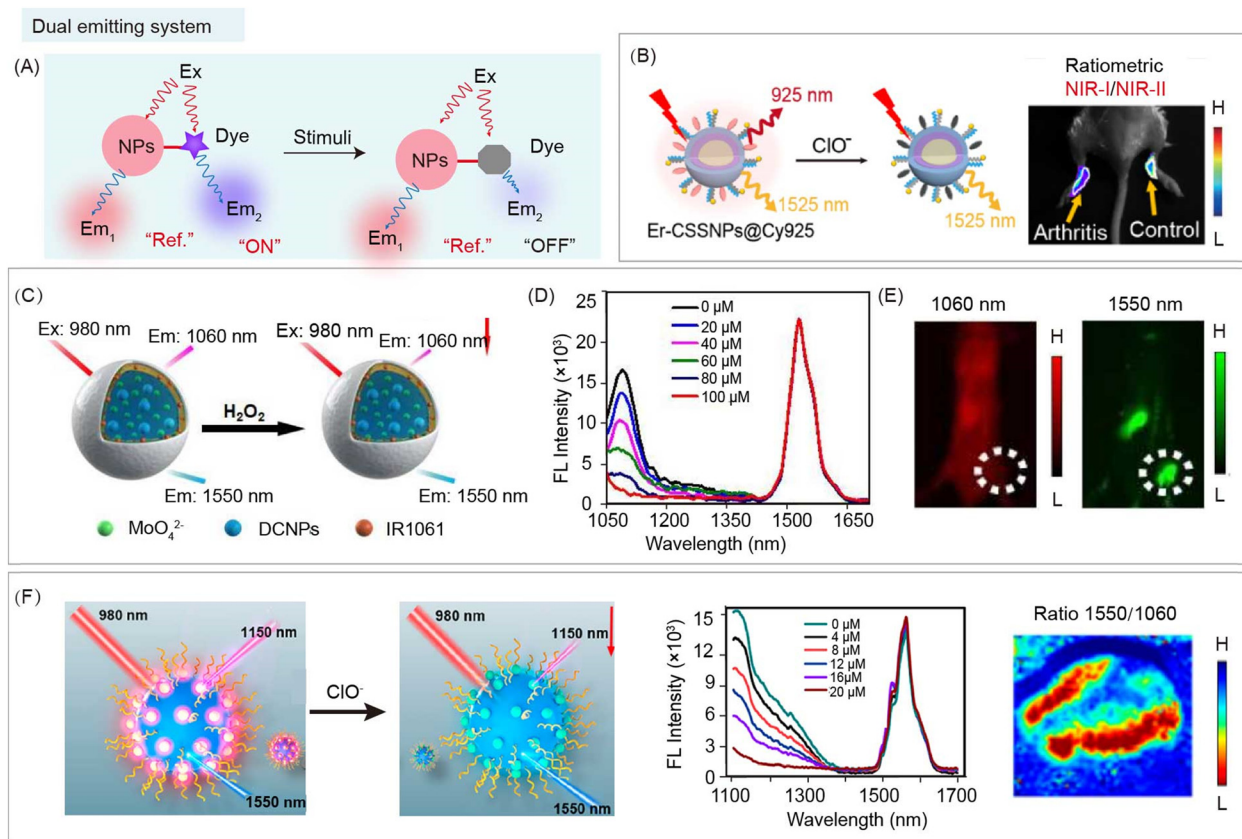 Dual emitting system
(A)
Ex
NPs
Dye
Em₁
Em₂
"Ref."
"ON"
Stimuli
Ex
NPs
Dye
Em₁
Em₂
"Ref."
"OFF"
(B)
925 nm
1525 nm
Er-CSSNPs@Cy925
ClO⁻
1525 nm
Ratiometric
NIR-I/NIR-II
Arthritis
Control
H
L
(C)
Ex: 980 nm
Em: 1060 nm
Em: 1550 nm
H₂O₂
Ex: 980 nm
Em: 1060 nm
Em: 1550 nm
MoO₄²⁻
DCNPs
IR1061
(D)
FL Intensity (×10³)
25
20
15
10
5
0
0 μM
20 μM
40 μM
60 μM
80 μM
100 μM
1050 1200 1350 1500 1650
Wavelength (nm)
(E)
1060 nm
H
L
1550 nm
H
L
(F)
980 nm
1150 nm
1550 nm
ClO⁻
980 nm
1150 nm
1550 nm
FL Intensity (×10³)
15
12
9
6
3
0
0 μM
4 μM
8 μM
12 μM
16μM
20 μM
1100 1300 1500 1700
Wavelength (nm)
Ratio 1550/1060
H
L